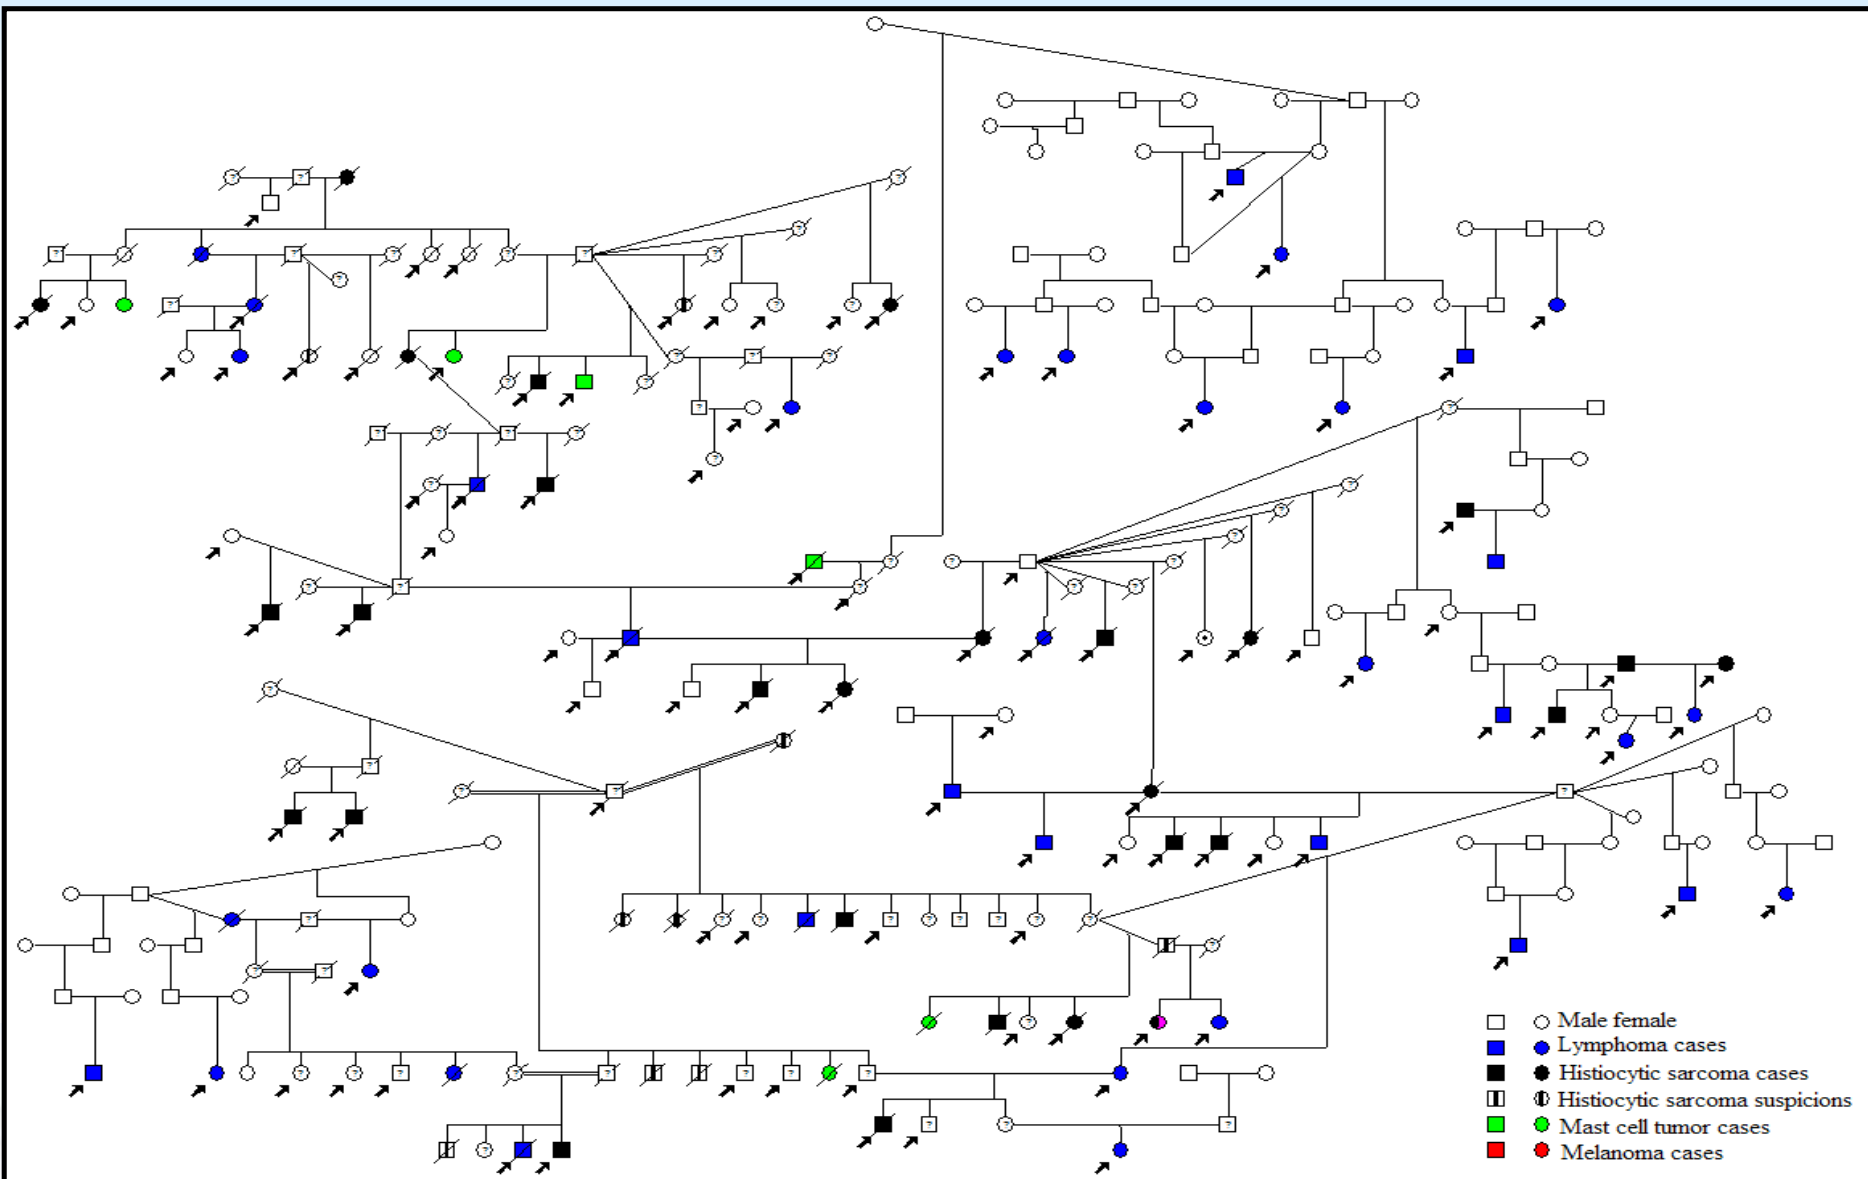 Male female
Lymphoma cases
Histiocytic sarcoma cases
Histiocytic sarcoma suspicions
Mast cell tumor cases
Melanoma cases